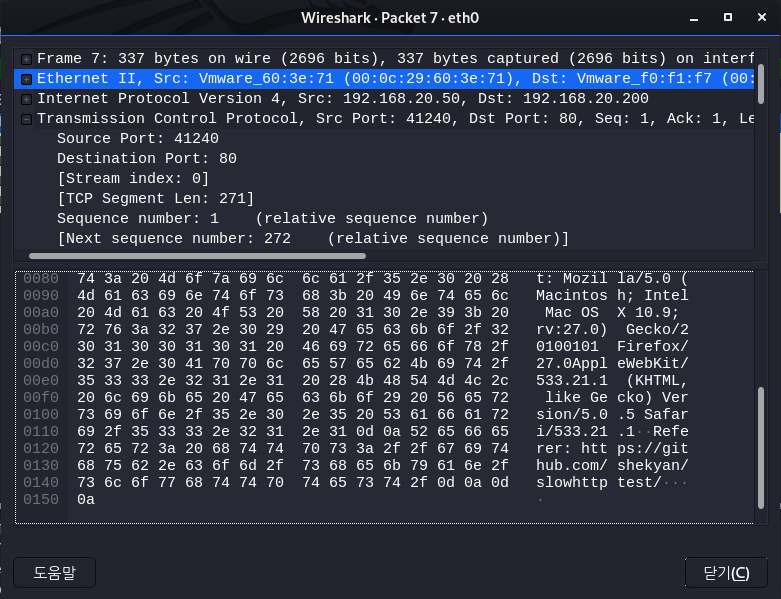 Wireshark · Packet 7 · eth0
Frame 7: 337 bytes on wire (2696 bits), 337 bytes captured (2696 bits) on interf
Ethernet II, Src: Vmware_60:3e:71 (00:0c:29:60:3e:71), Dst: Vmware_f0:f1:f7 (00:
Internet Protocol Version 4, Src: 192.168.20.50, Dst: 192.168.20.200
Transmission Control Protocol, Src Port: 41240, Dst Port: 80, Seq: 1, Ack: 1, Le
Source Port: 41240
Destination Port: 80
[Stream index: 0]
[TCP Segment Len: 271]
Sequence number: 1    (relative sequence number)
[Next sequence number: 272    (relative sequence number)]
0080  74 3a 20 4d 6f 7a 69 6c  6c 61 2f 35 2e 30 20 28   t: Mozil la/5.0 (
0090  4d 61 63 69 6e 74 6f 73  68 3b 20 49 6e 74 65 6c   Macintos h; Intel
00a0  20 4d 61 63 20 4f 53 20  58 20 31 30 2e 39 3b 20    Mac OS  X 10.9;
00b0  72 76 3a 32 37 2e 30 29  20 47 65 63 6b 6f 2f 32   rv:27.0)  Gecko/2
00c0  30 31 30 30 31 30 31 20  46 69 72 65 66 6f 78 2f   0100101  Firefox/
00d0  32 37 2e 30 41 70 70 6c  65 57 65 62 4b 69 74 2f   27.0Appl eWebKit/
00e0  35 33 33 2e 32 31 2e 31  20 28 4b 48 54 4d 4c 2c   533.21.1  (KHTML,
00f0  20 6c 69 6b 65 20 47 65  63 6b 6f 29 20 56 65 72    like Ge cko) Ver
0100  73 69 6f 6e 2f 35 2e 30  2e 35 20 53 61 66 61 72   sion/5.0 .5 Safar
0110  69 2f 35 33 33 2e 32 31  2e 31 0d 0a 52 65 66 65   i/533.21 .1··Refe
0120  72 65 72 3a 20 68 74 74  70 73 3a 2f 2f 67 69 74   rer: htt ps://git
0130  68 75 62 2e 63 6f 6d 2f  73 68 65 6b 79 61 6e 2f   hub.com/ shekyan/
0140  73 6c 6f 77 68 74 74 70  74 65 73 74 2f 0d 0a 0d   slowhttp test/···
0150  0a   ·
도움말
닫기(C)